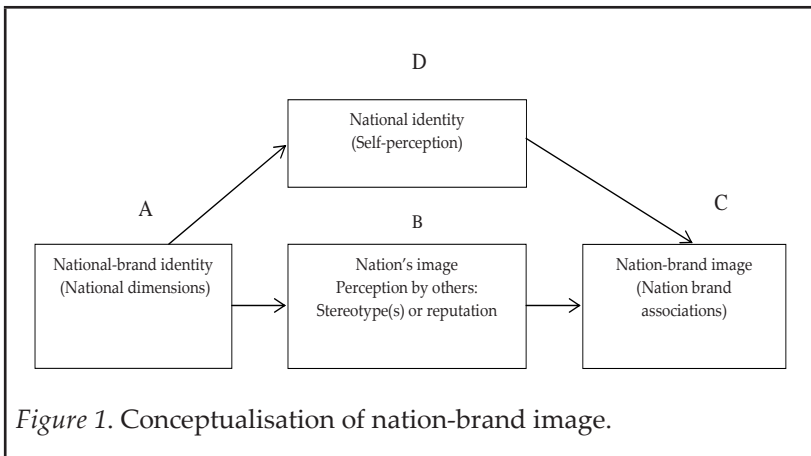 D
National identity
(Self-perception)
A
B
C
National-brand identity
(National dimensions)
Nation's image
Perception by others:
Stereotype(s) or reputation
Nation-brand image
(Nation brand
associations)
Figure 1. Conceptualisation of nation-brand image.